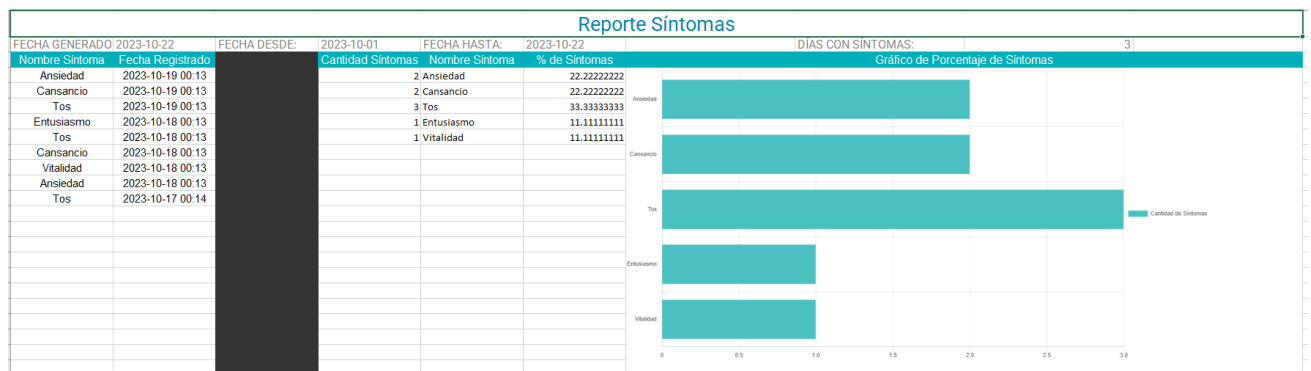 Reporte Síntomas
FECHA GENERADO 2023-10-22 FECHA DESDE: 2023-10-01 FECHA HASTA: 2023-10-22 DÍAS CON SÍNTOMAS: 3
Nombre Síntoma Fecha Registrado Cantidad Síntomas Nombre Síntoma % de Síntomas Gráfico de Porcentaje de Síntomas
Ansiedad 2023-10-19 00:13 2 Ansiedad 22.22222222
Cansancio 2023-10-19 00:13 2 Cansancio 22.22222222
Tos 2023-10-19 00:13 3 Tos 33.33333333
Entusiasmo 2023-10-18 00:13 1 Entusiasmo 11.11111111
Tos 2023-10-18 00:13 1 Vitalidad 11.11111111
Cansancio 2023-10-18 00:13
Vitalidad 2023-10-18 00:13
Ansiedad 2023-10-18 00:13
Tos 2023-10-17 00:14
Ansiedad
Cansancio
Tos
Cantidad de Síntomas
Entusiasmo
Vitalidad
0 0.5 1.0 1.5 2.0 2.5 3.0